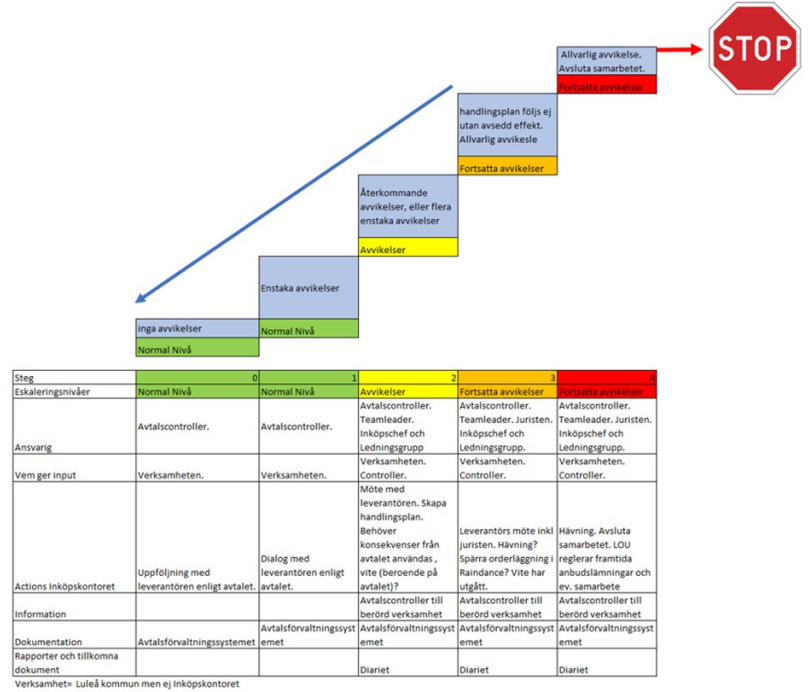 STOP
Allvarlig avvikelse.
Avsluta samarbetet.
Fortsatta avvikelser
handlingsplan följs ej
utan avsedd effekt.
Allvarlig avvikesle
Fortsatta avvikelser
Återkommande
avvikelser, eller flera
enstaka avvikelser
Avvikelser
Enstaka avvikelser
Normal Nivå
inga avvikelser
Normal Nivå
Steg 0 1 2 3 4
Eskaleringsnivåer Normal Nivå Normal Nivå Avvikelser Fortsatta avvikelser Fortsatta avvikelser
Ansvarig
Avtalscontroller.
Avtalscontroller.
Avtalscontroller.
Teamleader.
Inköpschef och
Ledningsgrupp
Avtalscontroller.
Teamleader. Juristen.
Inköpschef och
Ledningsgrupp.
Avtalscontroller.
Teamleader. Juristen.
Inköpschef och
Ledningsgrupp.
Vem ger input
Verksamheten.
Verksamheten.
Verksamheten.
Controller.
Verksamheten.
Controller.
Verksamheten.
Controller.
Actions Inköpskontoret
Uppföljning med
leverantören enligt avtalet.
Dialog med
leverantören enligt
avtalet.
Möte med
leverantören. Skapa
handlingsplan.
Behöver
konsekvenser från
avtalet användas ,
vite (beroende på
avtalet)?
Leverantörs möte inkl
juristen. Hävning?
Spärra orderläggning i
Raindance? Vite har
utgått.
Hävning. Avsluta
samarbetet. LOU
reglerar framtida
anbudslämningar och
ev. samarbete
Information
Avtalscontroller till
berörd verksamhet
Avtalscontroller till
berörd verksamhet
Avtalscontroller till
berörd verksamhet
Dokumentation
Avtalsförvaltningssystemet
Avtalsförvaltningssyst
emet
Avtalsförvaltningssyst
emet
Avtalsförvaltningssyst
emet
Avtalsförvaltningssyst
emet
Rapporter och tillkomna
dokument
Diariet
Diariet
Diariet
Verksamhet= Luleå kommun men ej Inköpskontoret